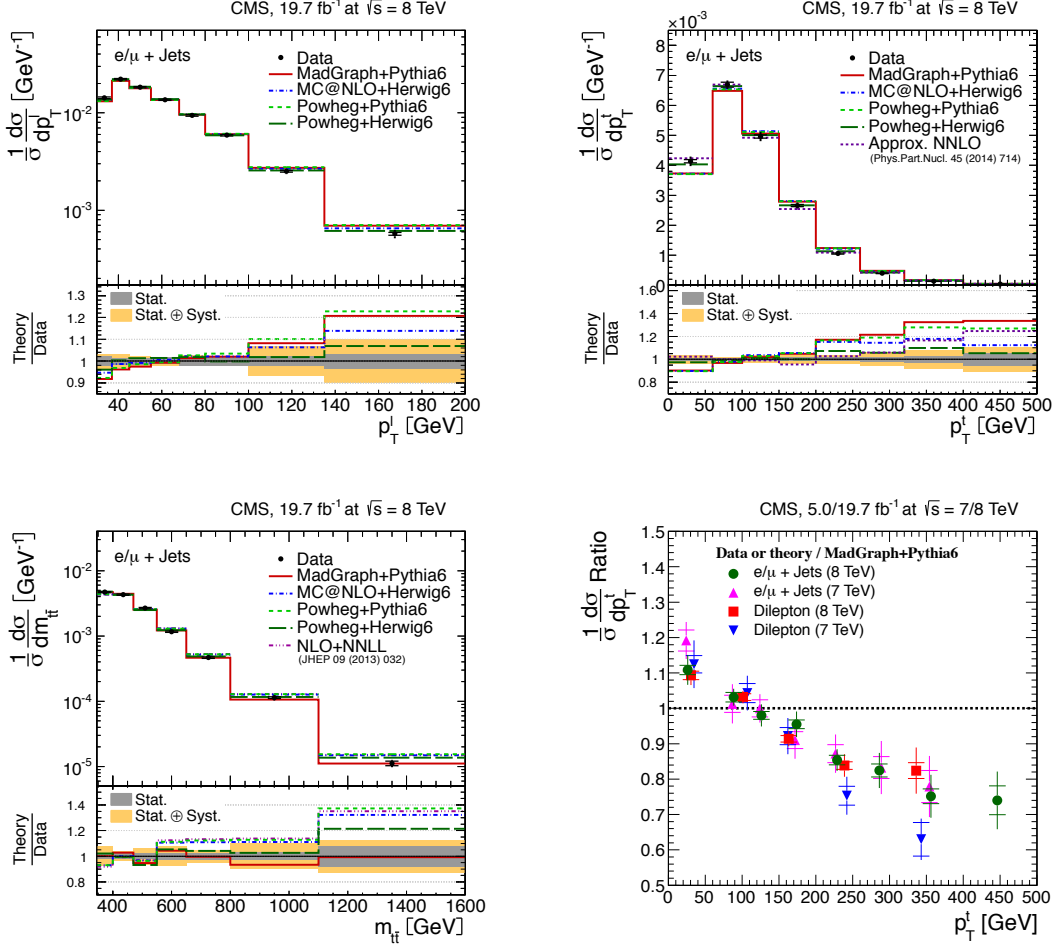 CMS, 19.7 fb⁻¹ at √s = 8 TeV
e/μ + Jets
Data
MadGraph+Pythia6
MC@NLO+Herwig6
Powheg+Pythia6
Powheg+Herwig6
1/σ dσ/dp_T^l [GeV⁻¹]
10⁻²
10⁻³
Stat.
Stat. ⊕ Syst.
Theory/Data
1.3
1.2
1.1
1
0.9
40 60 80 100 120 140 160 180 200
p_T^l [GeV]
CMS, 19.7 fb⁻¹ at √s = 8 TeV
×10⁻³
e/μ + Jets
Data
MadGraph+Pythia6
MC@NLO+Herwig6
Powheg+Pythia6
Powheg+Herwig6
Approx. NNLO
(Phys.Part.Nucl. 45 (2014) 714)
1/σ dσ/dp_T^t [GeV⁻¹]
8
7
6
5
4
3
2
1
0
Stat.
Stat. ⊕ Syst.
Theory/Data
1.6
1.4
1.2
1
0.8
0 50 100 150 200 250 300 350 400 450 500
p_T^t [GeV]
CMS, 19.7 fb⁻¹ at √s = 8 TeV
e/μ + Jets
Data
MadGraph+Pythia6
MC@NLO+Herwig6
Powheg+Pythia6
Powheg+Herwig6
NLO+NNLL
(JHEP 09 (2013) 032)
1/σ dσ/dm_tt̄ [GeV⁻¹]
10⁻²
10⁻³
10⁻⁴
10⁻⁵
Stat.
Stat. ⊕ Syst.
Theory/Data
1.4
1.2
1
0.8
400 600 800 1000 1200 1400 1600
m_tt̄ [GeV]
CMS, 5.0/19.7 fb⁻¹ at √s = 7/8 TeV
Data or theory / MadGraph+Pythia6
e/μ + Jets (8 TeV)
e/μ + Jets (7 TeV)
Dilepton (8 TeV)
Dilepton (7 TeV)
1/σ dσ/dp_T^t Ratio
1.5
1.4
1.3
1.2
1.1
1
0.9
0.8
0.7
0.6
0.5
0 50 100 150 200 250 300 350 400 450 500
p_T^t [GeV]